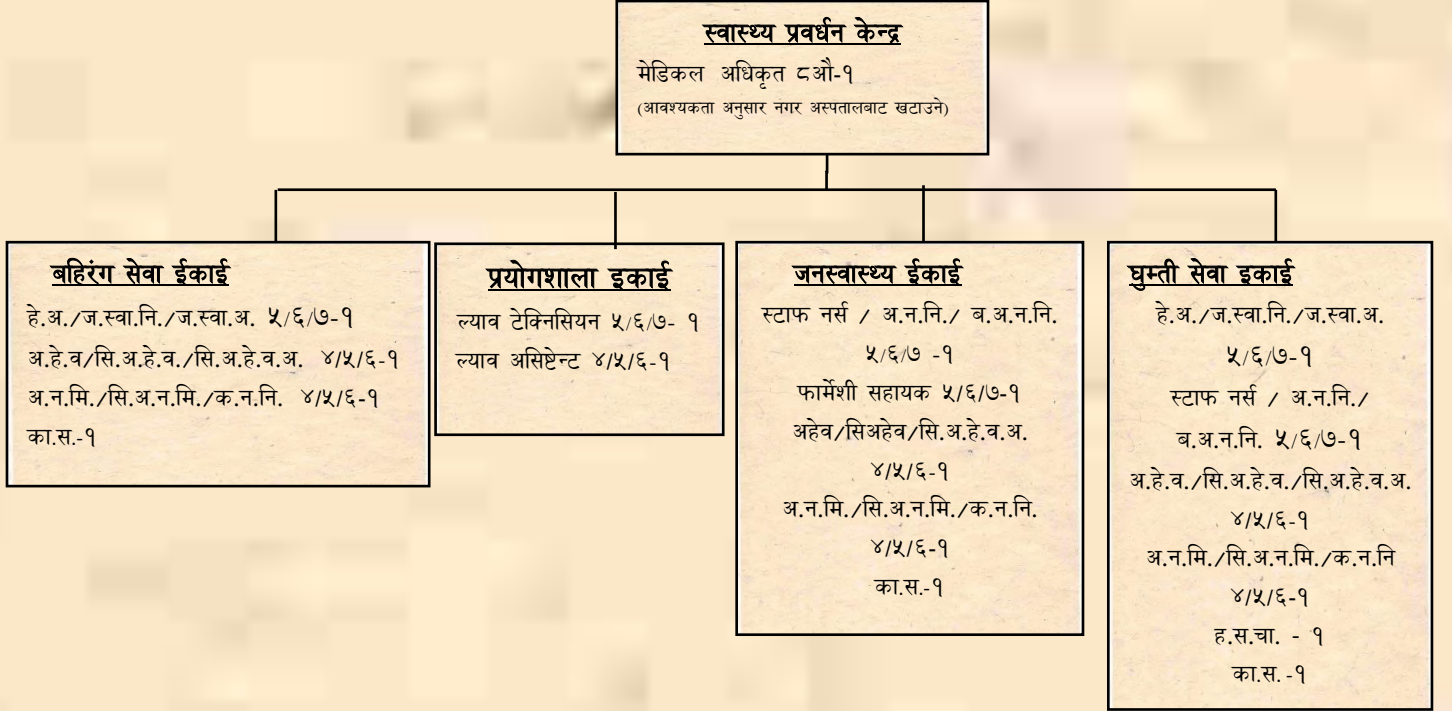 स्वास्थ्य प्रवर्धन केन्द्र
मेडिकल अधिकृत ८औ-१
(आवश्यकता अनुसार नगर अस्पतालबाट खटाउने)
बहिरंग सेवा ईकाई
हे.अ./ज.स्वा.नि./ज.स्वा.अ. ५/६/७-१
अ.हे.व/सि.अ.हे.व./सि.अ.हे.व.अ. ४/५/६-१
अ.न.मि./सि.अ.न.मि./क.न.नि. ४/५/६-१
का.स.-१
प्रयोगशाला इकाई
ल्याव टेक्निसियन ५/६/७- १
ल्याव असिष्टेन्ट ४/५/६-१
जनस्वास्थ्य ईकाई
स्टाफ नर्स / अ.न.नि./ ब.अ.न.नि.
५/६/७ -१
फार्मेशी सहायक ५/६/७-१
अहेव/सिअहेव/सि.अ.हे.व.अ.
४/५/६-१
अ.न.मि./सि.अ.न.मि./क.न.नि.
४/५/६-१
का.स.-१
घुम्ती सेवा इकाई
हे.अ./ज.स्वा.नि./ज.स्वा.अ.
५/६/७-१
स्टाफ नर्स / अ.न.नि./
ब.अ.न.नि. ५/६/७-१
अ.हे.व./सि.अ.हे.व./सि.अ.हे.व.अ.
४/५/६-१
अ.न.मि./सि.अ.न.मि./क.न.नि
४/५/६-१
ह.स.चा. - १
का.स. -१